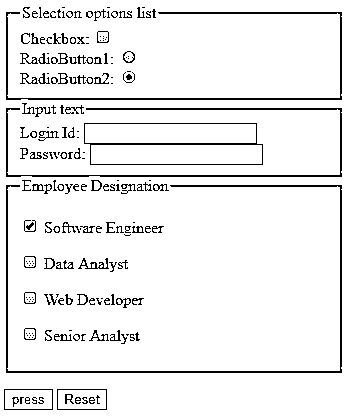 Selection options list
Checkbox:
RadioButton1:
RadioButton2:
Input text
Login Id:
Password:
Employee Designation
Software Engineer
Data Analyst
Web Developer
Senior Analyst
press Reset